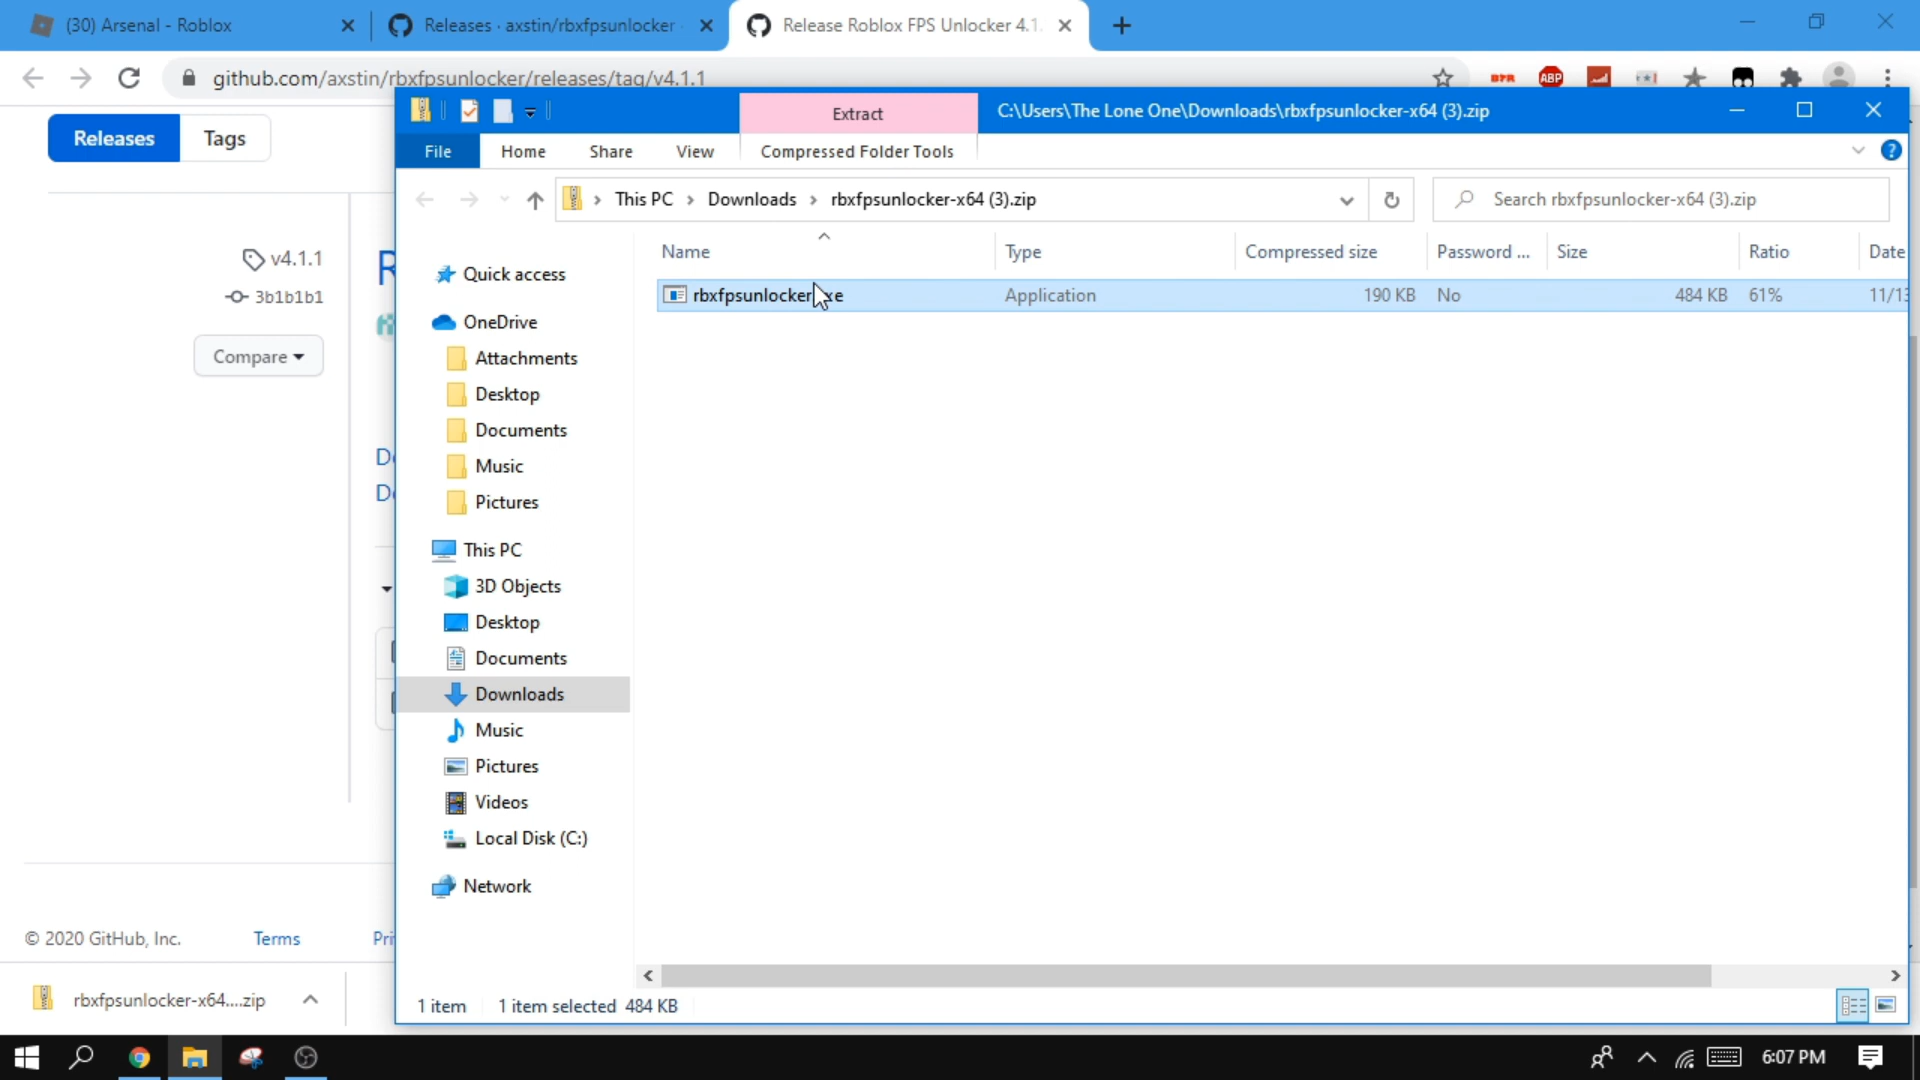 (30) Arsenal - Roblox
Releases · axstin/rbxfpsunlocker
Release Roblox FPS Unlocker 4.1.
github.com/axstin/rbxfpsunlocker/releases/tag/v4.1.1
BTR
ABP
Extract
C:\Users\The Lone One\Downloads\rbxfpsunlocker-x64 (3).zip
File
Home
Share
View
Compressed Folder Tools
Releases
Tags
This PC
Downloads
rbxfpsunlocker-x64 (3).zip
Search rbxfpsunlocker-x64 (3).zip
Name
Type
Compressed size
Password ...
Size
Ratio
Date
rbxfpsunlocker xe
Application
190 KB
No
484 KB
61%
11/13
v4.1.1
3b1b1b1
Compare
R
De
De
Quick access
OneDrive
Attachments
Desktop
Documents
Music
Pictures
This PC
3D Objects
Desktop
Documents
Downloads
Music
Pictures
Videos
Local Disk (C:)
Network
© 2020 GitHub, Inc.
Terms
Pri
rbxfpsunlocker-x64....zip
1 item
1 item selected 484 KB
6:07 PM